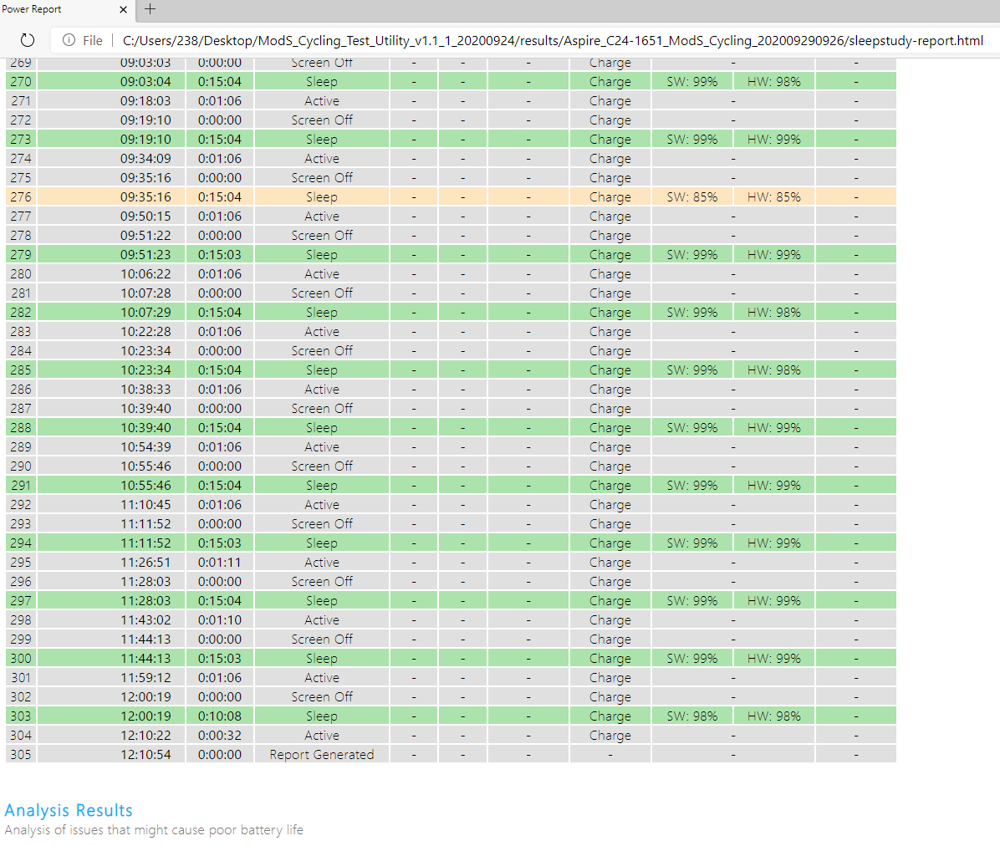 Power Report
File C:/Users/238/Desktop/ModS_Cycling_Test_Utility_v1.1_1_20200924/results/Aspire_C24-1651_ModS_Cycling_202009290926/sleepstudy-report.html
269 09:03:03 0:00:00 Screen Off - - - Charge - -
270 09:03:04 0:15:04 Sleep - - - Charge SW: 99% HW: 98% -
271 09:18:03 0:01:06 Active - - - Charge - -
272 09:19:10 0:00:00 Screen Off - - - Charge - -
273 09:19:10 0:15:04 Sleep - - - Charge SW: 99% HW: 99% -
274 09:34:09 0:01:06 Active - - - Charge - -
275 09:35:16 0:00:00 Screen Off - - - Charge - -
276 09:35:16 0:15:04 Sleep - - - Charge SW: 85% HW: 85% -
277 09:50:15 0:01:06 Active - - - Charge - -
278 09:51:22 0:00:00 Screen Off - - - Charge - -
279 09:51:23 0:15:03 Sleep - - - Charge SW: 99% HW: 99% -
280 10:06:22 0:01:06 Active - - - Charge - -
281 10:07:28 0:00:00 Screen Off - - - Charge - -
282 10:07:29 0:15:04 Sleep - - - Charge SW: 99% HW: 98% -
283 10:22:28 0:01:06 Active - - - Charge - -
284 10:23:34 0:00:00 Screen Off - - - Charge - -
285 10:23:34 0:15:04 Sleep - - - Charge SW: 99% HW: 98% -
286 10:38:33 0:01:06 Active - - - Charge - -
287 10:39:40 0:00:00 Screen Off - - - Charge - -
288 10:39:40 0:15:04 Sleep - - - Charge SW: 99% HW: 99% -
289 10:54:39 0:01:06 Active - - - Charge - -
290 10:55:46 0:00:00 Screen Off - - - Charge - -
291 10:55:46 0:15:04 Sleep - - - Charge SW: 99% HW: 99% -
292 11:10:45 0:01:06 Active - - - Charge - -
293 11:11:52 0:00:00 Screen Off - - - Charge - -
294 11:11:52 0:15:03 Sleep - - - Charge SW: 99% HW: 99% -
295 11:26:51 0:01:11 Active - - - Charge - -
296 11:28:03 0:00:00 Screen Off - - - Charge - -
297 11:28:03 0:15:04 Sleep - - - Charge SW: 99% HW: 99% -
298 11:43:02 0:01:10 Active - - - Charge - -
299 11:44:13 0:00:00 Screen Off - - - Charge - -
300 11:44:13 0:15:03 Sleep - - - Charge SW: 99% HW: 99% -
301 11:59:12 0:01:06 Active - - - Charge - -
302 12:00:19 0:00:00 Screen Off - - - Charge - -
303 12:00:19 0:10:08 Sleep - - - Charge SW: 98% HW: 98% -
304 12:10:22 0:00:32 Active - - - Charge - -
305 12:10:54 0:00:00 Report Generated - - - - - -
Analysis Results
Analysis of issues that might cause poor battery life